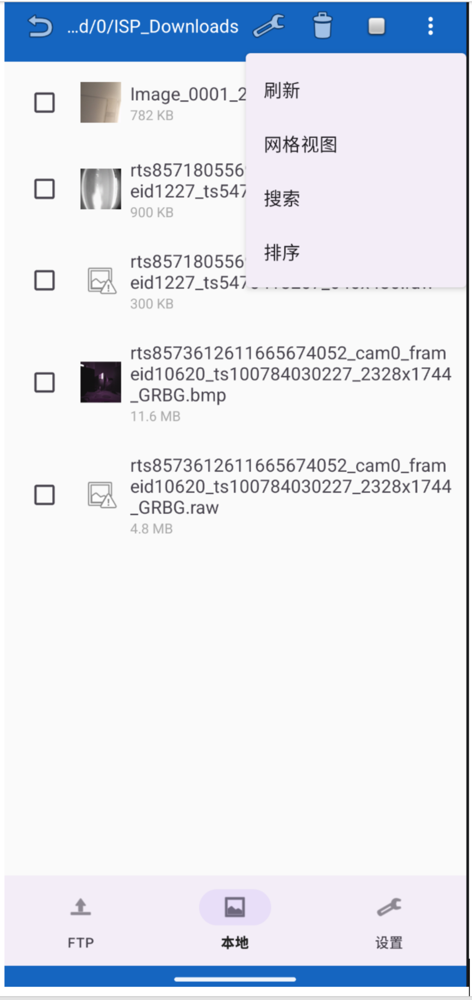 ...d/0/ISP_Downloads
刷新
网格视图
搜索
排序
Image_0001_2
782 KB
rts857180556
eid1227_ts547
900 KB
rts857180556
eid1227_ts547
300 KB
rts8573612611665674052_cam0_fram
eid10620_ts100784030227_2328x1744
_GRBG.bmp
11.6 MB
rts8573612611665674052_cam0_fram
eid10620_ts100784030227_2328x1744
_GRBG.raw
4.8 MB
FTP
本地
设置